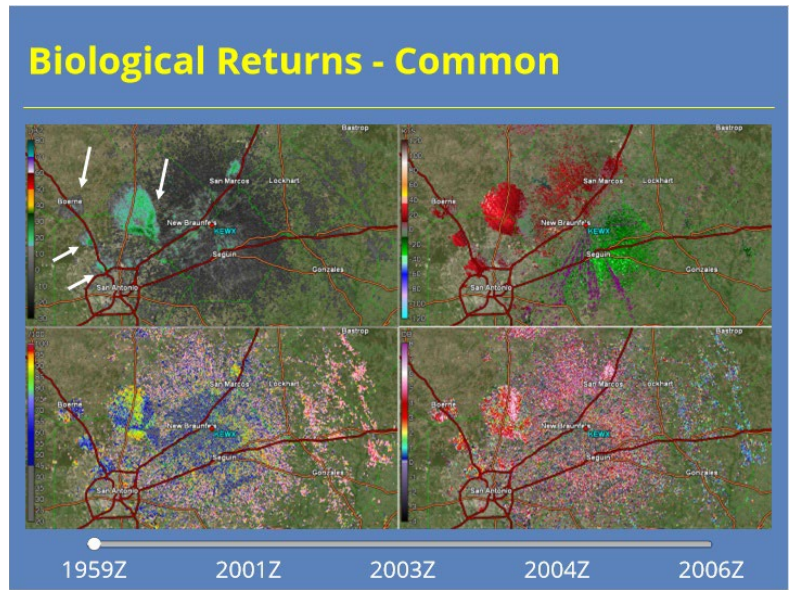 Biological Returns - Common
Bastrop
San Marcos
Lockhart
Boerne
New Braunfels
KEWX
Seguin
Gonzales
San Antonio
Bastrop
San Marcos
Lockhart
Boerne
New Braunfels
KEWX
Seguin
Gonzales
San Antonio
Bastrop
San Marcos
Lockhart
Boerne
New Braunfels
KEWX
Seguin
Gonzales
San Antonio
Bastrop
San Marcos
Lockhart
Boerne
New Braunfels
KEWX
Seguin
Gonzales
San Antonio
1959Z 2001Z 2003Z 2004Z 2006Z